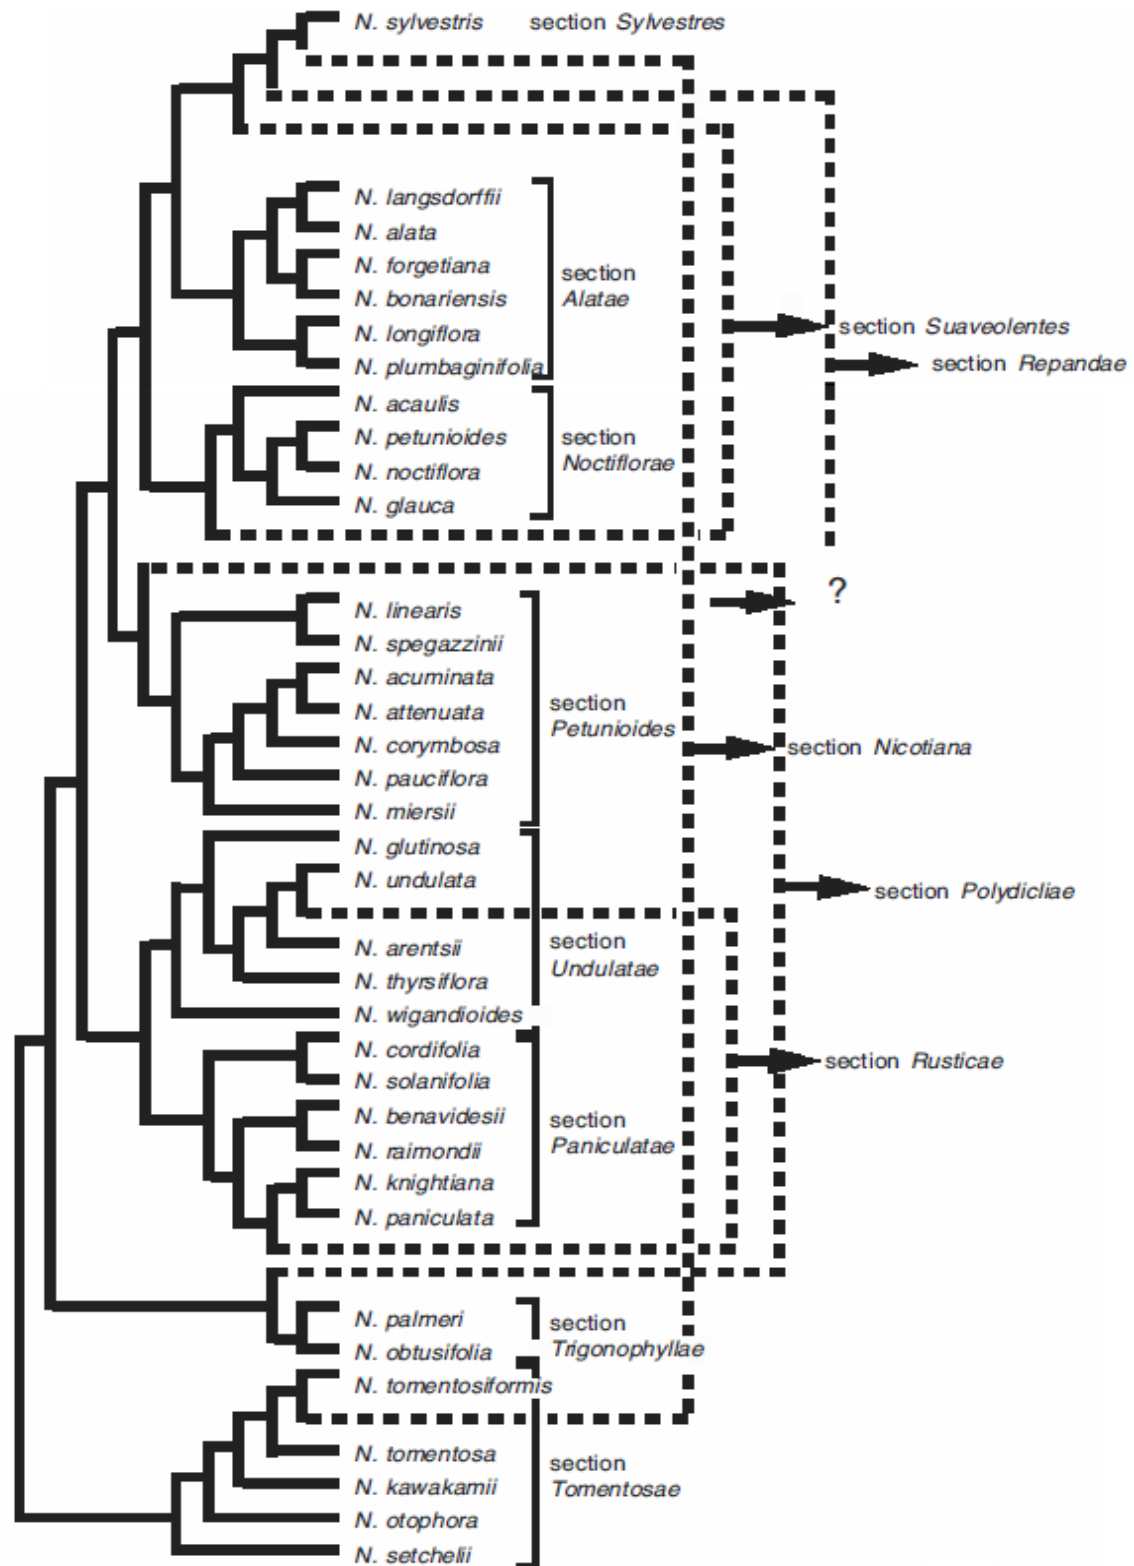 N. sylvestris section Sylvestres
N. langsdorffii
N. alata
N. forgetiana
section
Alatae
N. bonariensis
N. longiflora
section Suaveolentes
N. plumbaginifolia
section Repandae
N. acaulis
N. petunioides
section
Noctiflorae
N. noctiflora
N. glauca
?
N. linearis
N. spegazzinii
N. acuminata
section
Petunioides
N. attenuata
N. corymbosa
section Nicotiana
N. pauciflora
N. miersii
N. glutinosa
N. undulata
section Polydicliae
N. arentsii
section
Undulatae
N. thyrsiflora
N. wigandioides
N. cordifolia
section Rusticae
N. solanifolia
N. benavidesii
section
Paniculatae
N. raimondii
N. knightiana
N. paniculata
N. palmeri
section
Trigonophyllae
N. obtusifolia
N. tomentosiformis
N. tomentosa
section
Tomentosae
N. kawakamii
N. otophora
N. setchelii